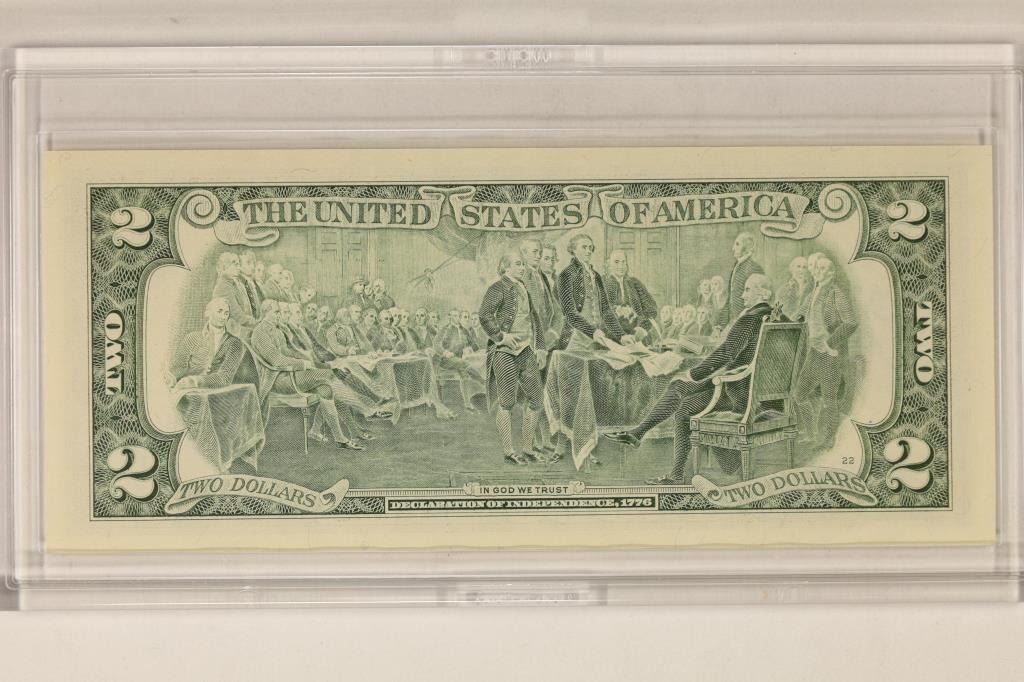 THE UNITED STATES OF AMERICA
2
2
TWO
TWO
2
2
22
TWO DOLLARS
TWO DOLLARS
IN GOD WE TRUST
DECLARATION OF INDEPENDENCE, 1776